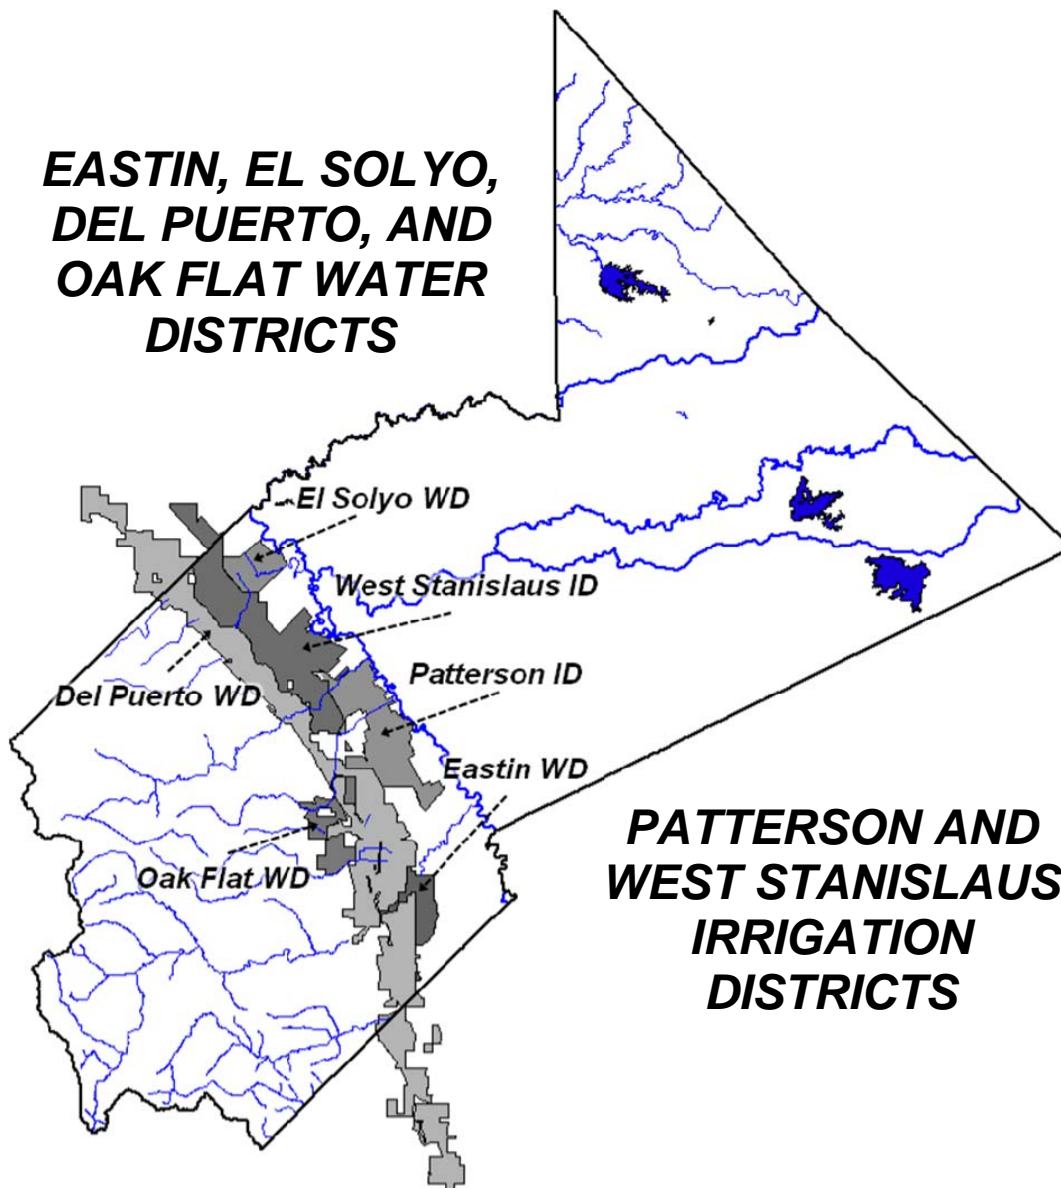 EASTIN, EL SOLYO,
DEL PUERTO, AND
OAK FLAT WATER
DISTRICTS
El Solyo WD
West Stanislaus ID
Patterson ID
Del Puerto WD
Eastin WD
Oak Flat WD
PATTERSON AND
WEST STANISLAUS
IRRIGATION
DISTRICTS